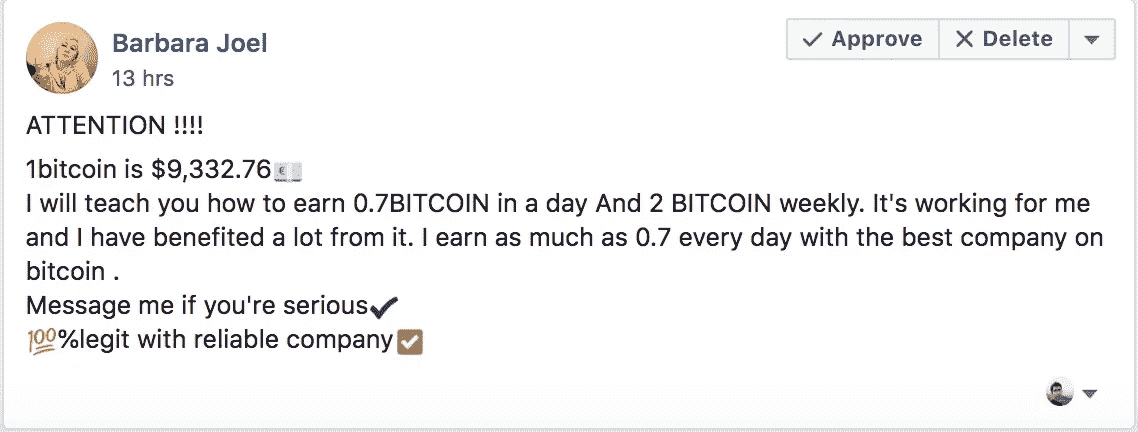 Barbara Joel
13 hrs
✓ Approve
✕ Delete
ATTENTION !!!!
1bitcoin is $9,332.76💶
I will teach you how to earn 0.7BITCOIN in a day And 2 BITCOIN weekly. It's working for me
and I have benefited a lot from it. I earn as much as 0.7 every day with the best company on
bitcoin .
Message me if you're serious✔
💯%legit with reliable company☑